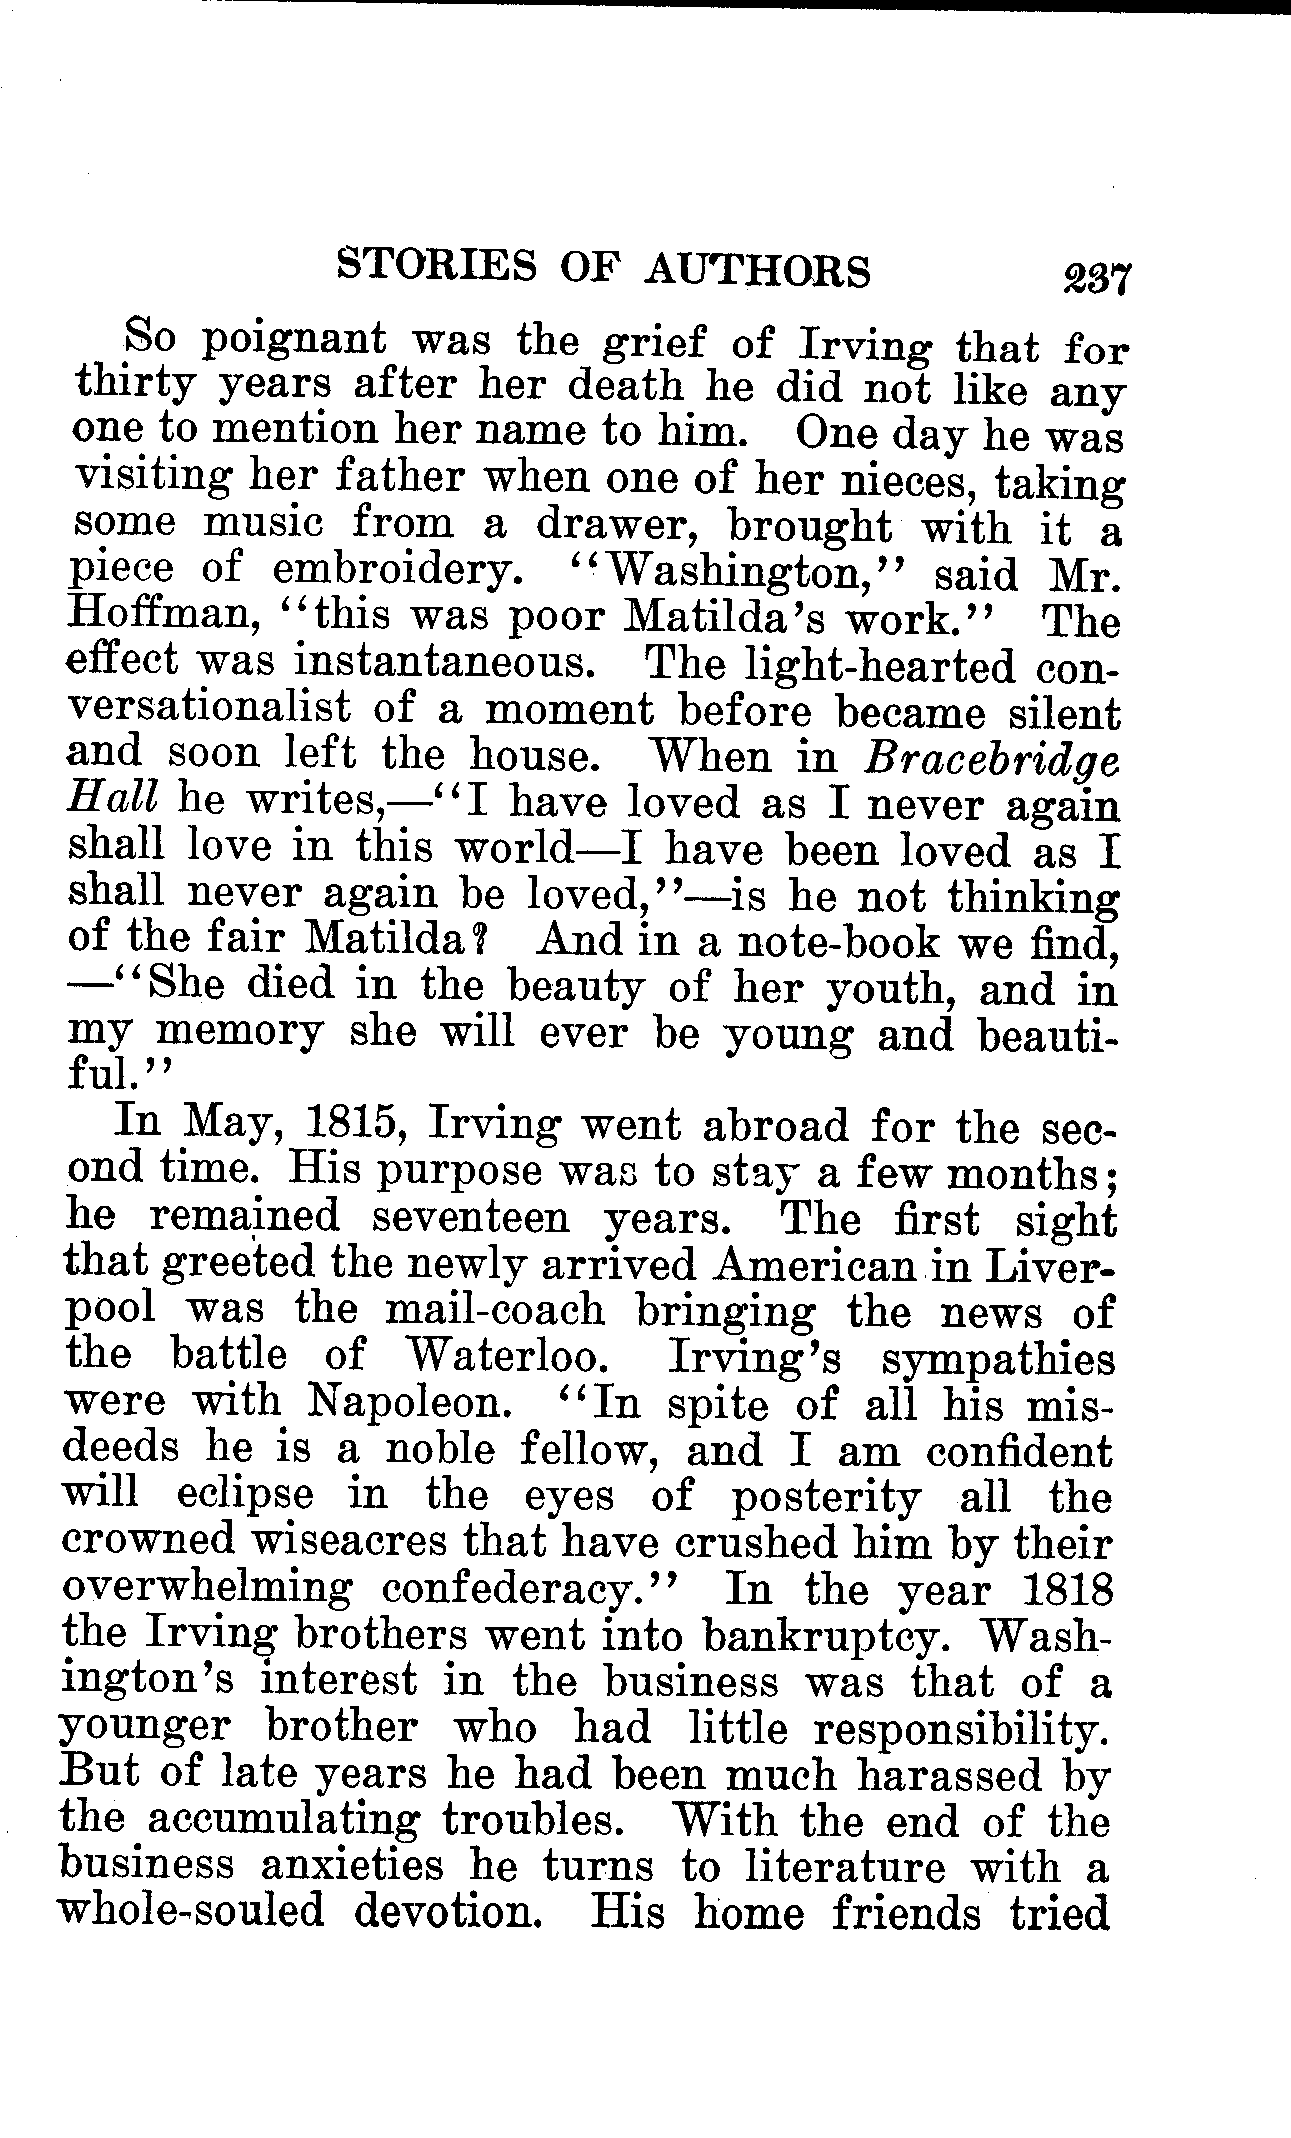 STORIES OF AUTHORS 237
So poignant was the grief of Irving that for
thirty years after her death he did not like any
one to mention her name to him. One day he was
visiting her father when one of her nieces, taking
some music from a drawer, brought with it a
piece of embroidery. "Washington," said Mr.
Hoffman, "this was poor Matilda's work." The
effect was instantaneous. The light-hearted con-
versationalist of a moment before became silent
and soon left the house. When in Bracebridge
Hall he writes,—"I have loved as I never again
shall love in this world—I have been loved as I
shall never again be loved,"—is he not thinking
of the fair Matilda? And in a note-book we find,
—"She died in the beauty of her youth, and in
my memory she will ever be young and beauti-
ful."
In May, 1815, Irving went abroad for the sec-
ond time. His purpose was to stay a few months;
he remained seventeen years. The first sight
that greeted the newly arrived American in Liver-
pool was the mail-coach bringing the news of
the battle of Waterloo. Irving's sympathies
were with Napoleon. "In spite of all his mis-
deeds he is a noble fellow, and I am confident
will eclipse in the eyes of posterity all the
crowned wiseacres that have crushed him by their
overwhelming confederacy." In the year 1818
the Irving brothers went into bankruptcy. Wash-
ington's interest in the business was that of a
younger brother who had little responsibility.
But of late years he had been much harassed by
the accumulating troubles. With the end of the
business anxieties he turns to literature with a
whole-souled devotion. His home friends tried